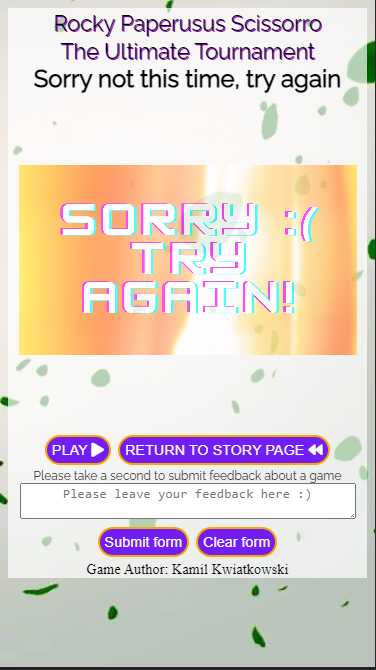 Rocky Paperusus Scissorro
The Ultimate Tournament
Sorry not this time, try again
SORRY :(
TRY
AGAIN!
PLAY
RETURN TO STORY PAGE
Please take a second to submit feedback about a game
Please leave your feedback here :)
Submit form
Clear form
Game Author: Kamil Kwiatkowski